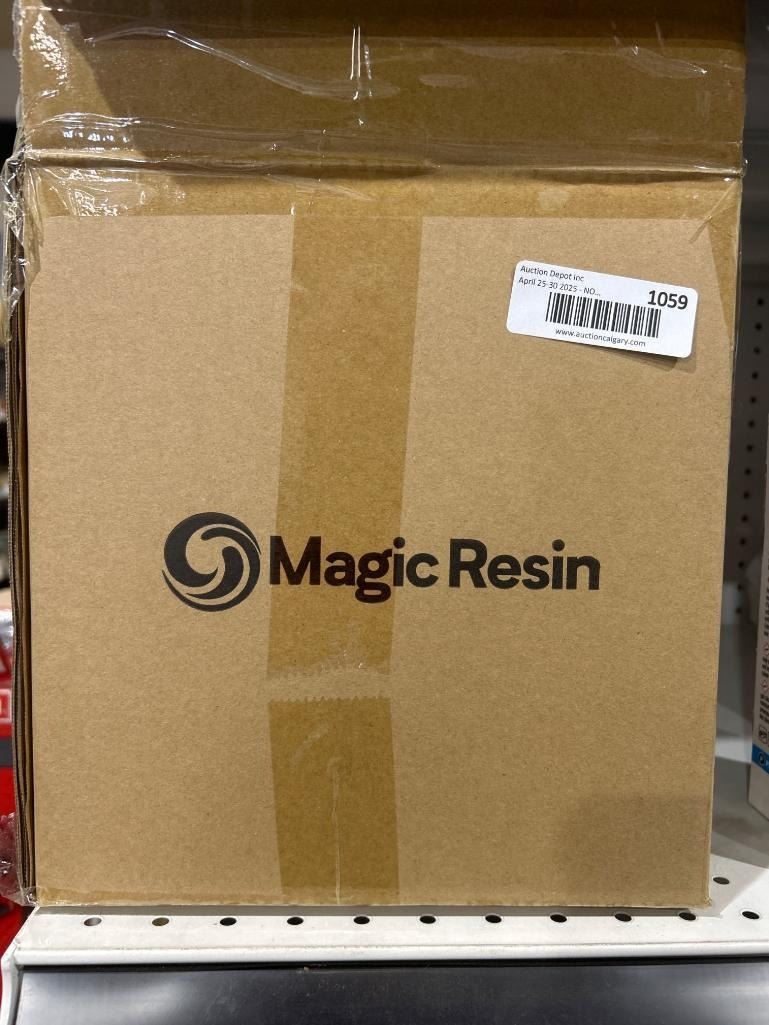 Auction Depot Inc
April 25-30 2025 - NO...
1059
www.auctioncalgary.com
Magic Resin